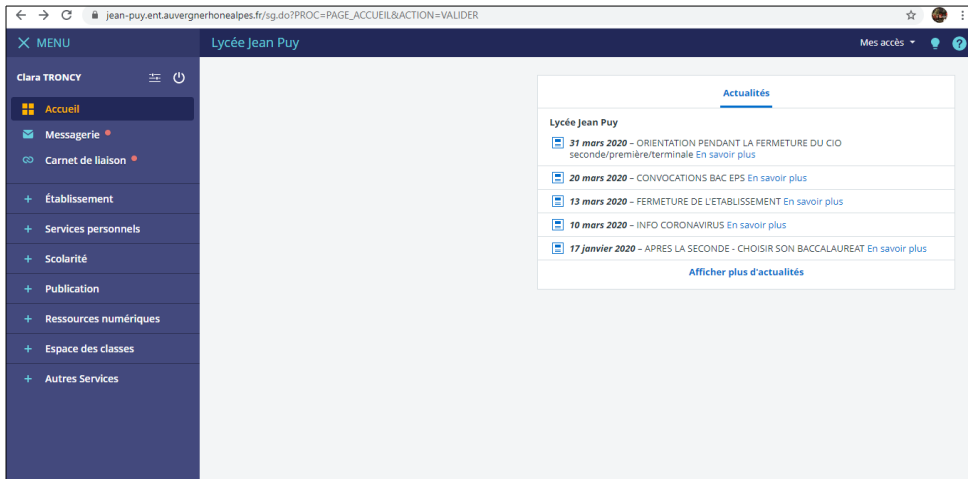 jean-puy.ent.auvergnerhonealpes.fr/sg.do?PROC=PAGE_ACCUEIL&ACTION=VALIDER
MENU
Lycée Jean Puy
Mes accès
Clara TRONCY
Accueil
Messagerie
Carnet de liaison
+ Établissement
+ Services personnels
+ Scolarité
+ Publication
+ Ressources numériques
+ Espace des classes
+ Autres Services
Actualités
Lycée Jean Puy
31 mars 2020 – ORIENTATION PENDANT LA FERMETURE DU CIO
seconde/première/terminale En savoir plus
20 mars 2020 – CONVOCATIONS BAC EPS En savoir plus
13 mars 2020 – FERMETURE DE L'ETABLISSEMENT En savoir plus
10 mars 2020 – INFO CORONAVIRUS En savoir plus
17 janvier 2020 – APRES LA SECONDE - CHOISIR SON BACCALAUREAT En savoir plus
Afficher plus d'actualités